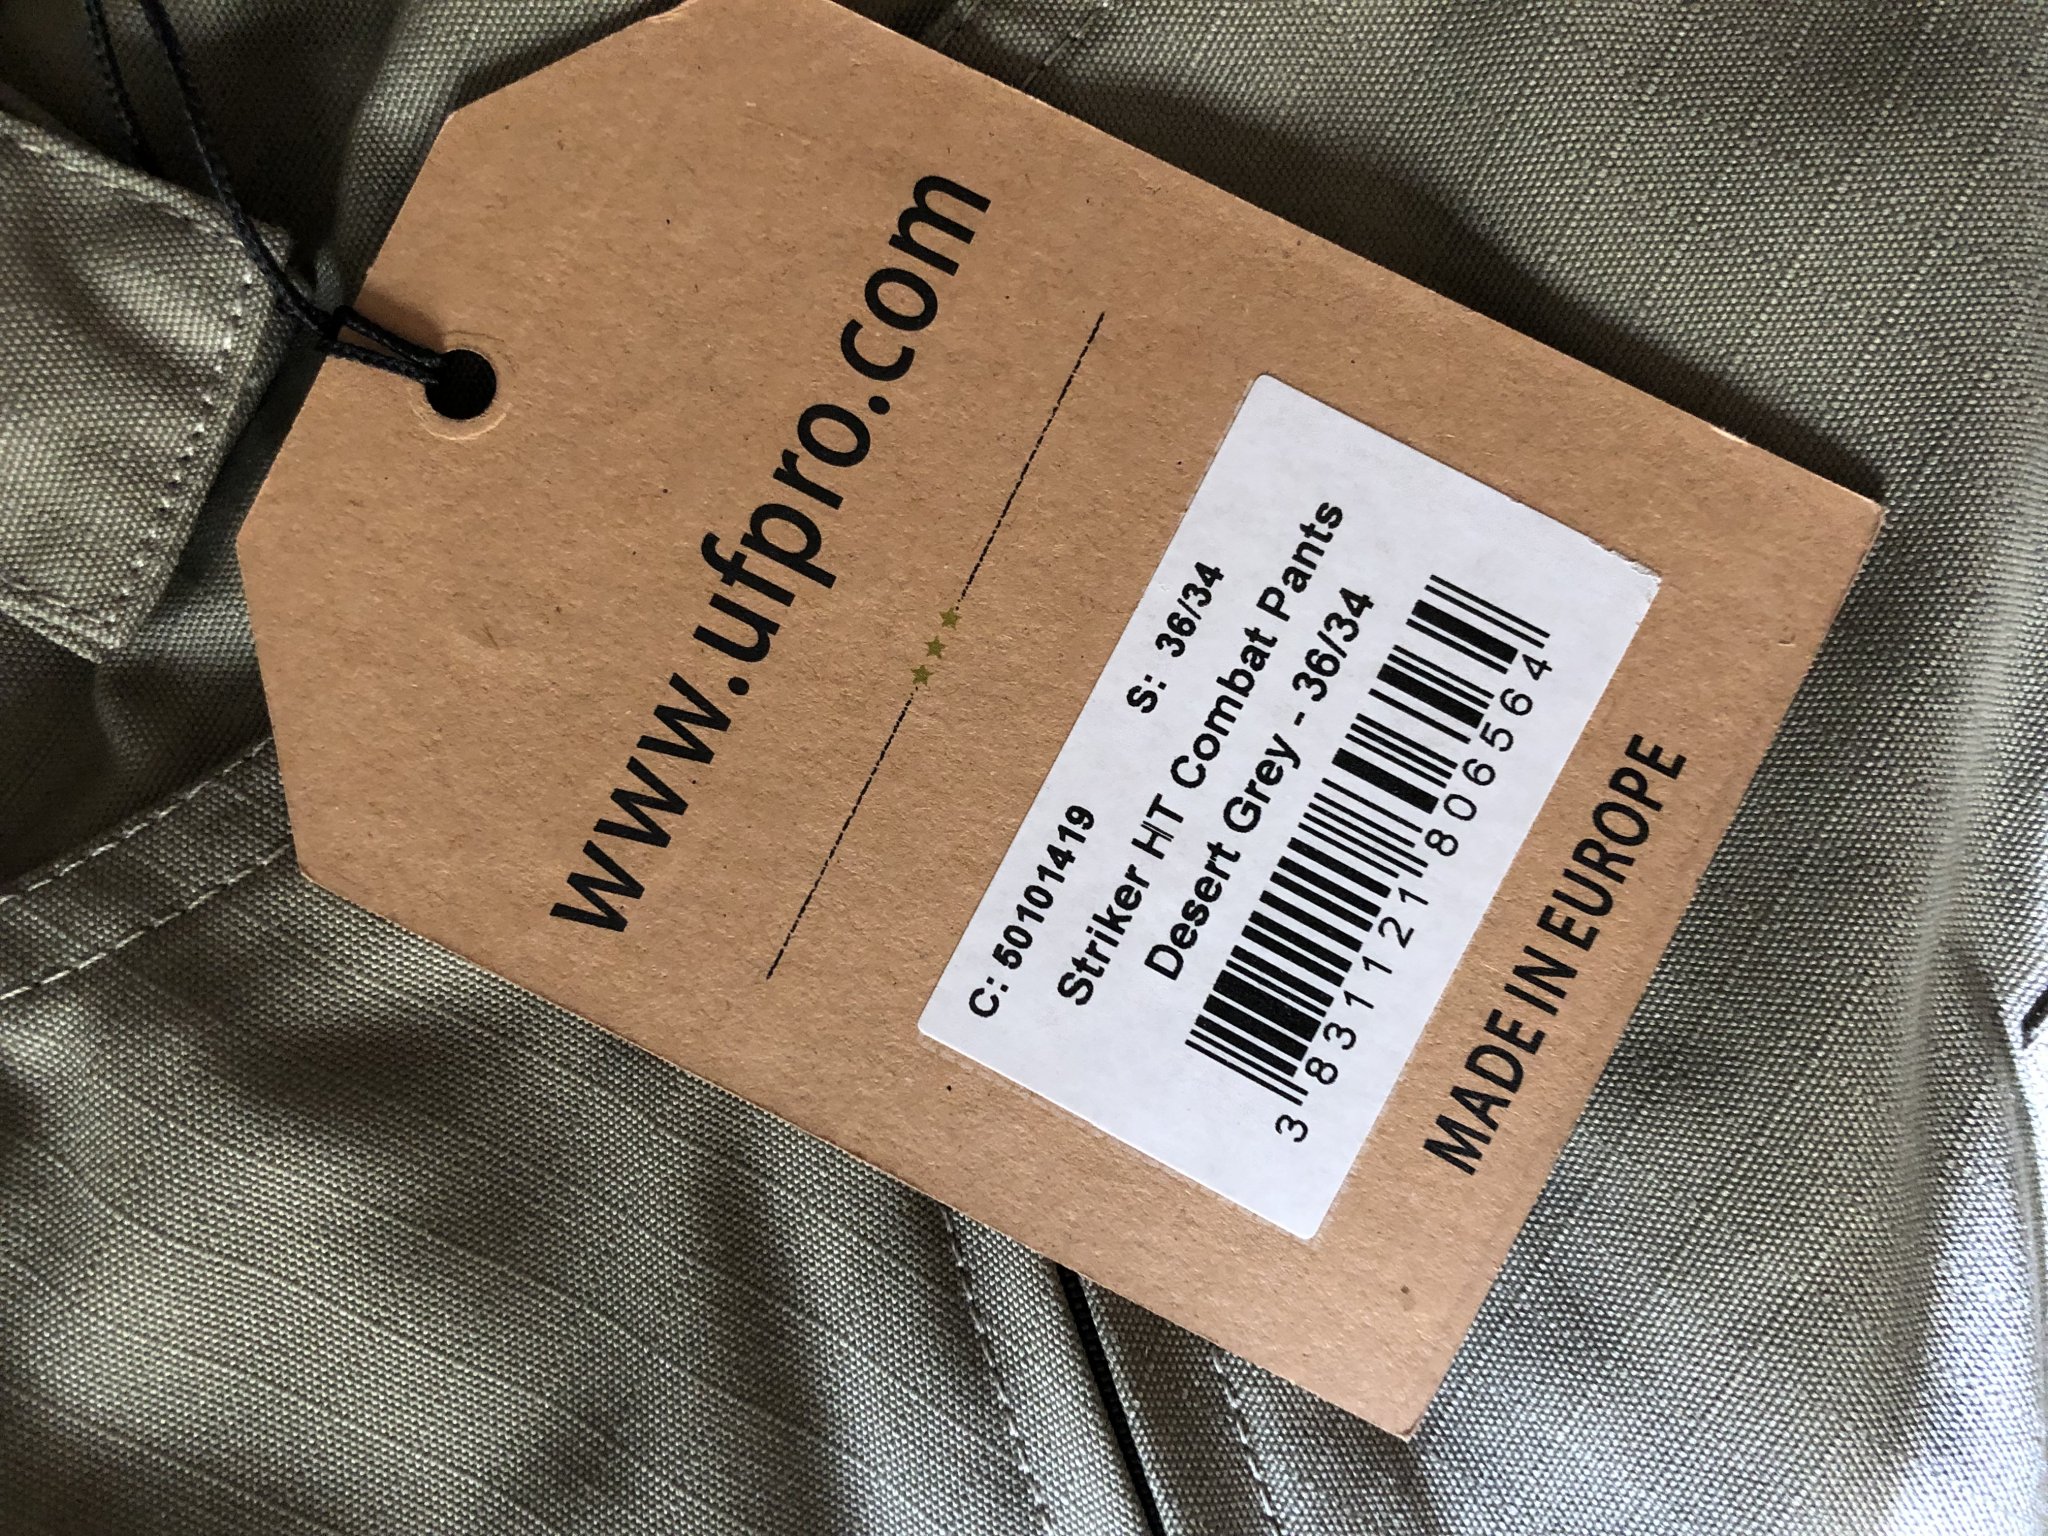 www.ufpro.com
C: 50101419 S: 36/34
Striker HT Combat Pants
Desert Grey - 36/34
3 831121 806564
MADE IN EUROPE